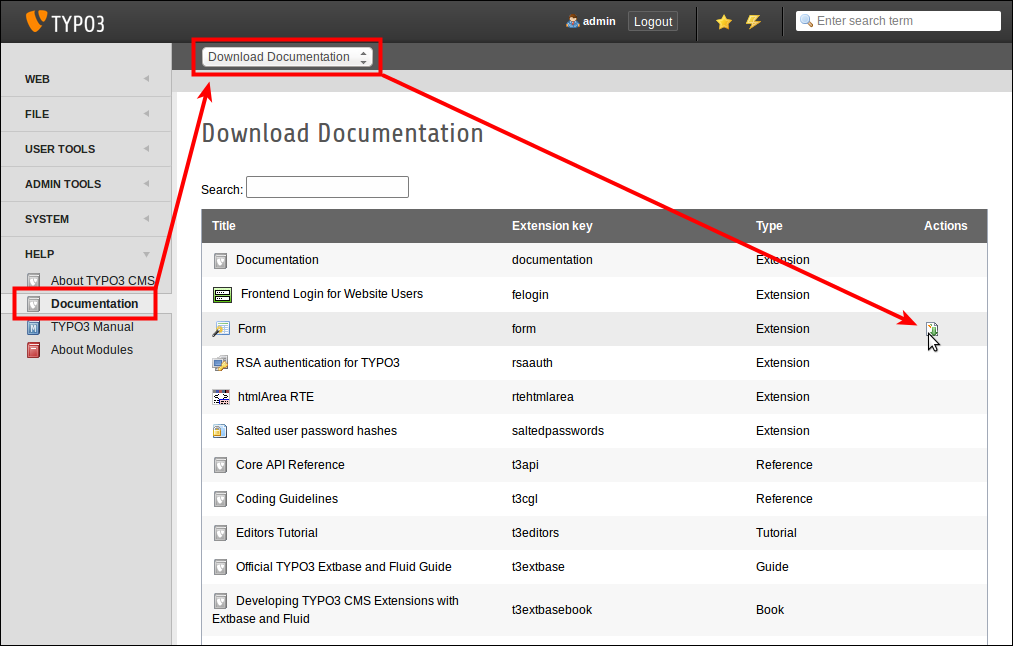 TYPO3
admin
Logout
Enter search term
Download Documentation
WEB
FILE
USER TOOLS
ADMIN TOOLS
SYSTEM
HELP
About TYPO3 CMS
Documentation
TYPO3 Manual
About Modules
Download Documentation
Search:
Title Extension key Type Actions
Documentation documentation Extension
Frontend Login for Website Users felogin Extension
Form form Extension
RSA authentication for TYPO3 rsaauth Extension
htmlArea RTE rtehtmlarea Extension
Salted user password hashes saltedpasswords Extension
Core API Reference t3api Reference
Coding Guidelines t3cgl Reference
Editors Tutorial t3editors Tutorial
Official TYPO3 Extbase and Fluid Guide t3extbase Guide
Developing TYPO3 CMS Extensions with
Extbase and Fluid t3extbasebook Book